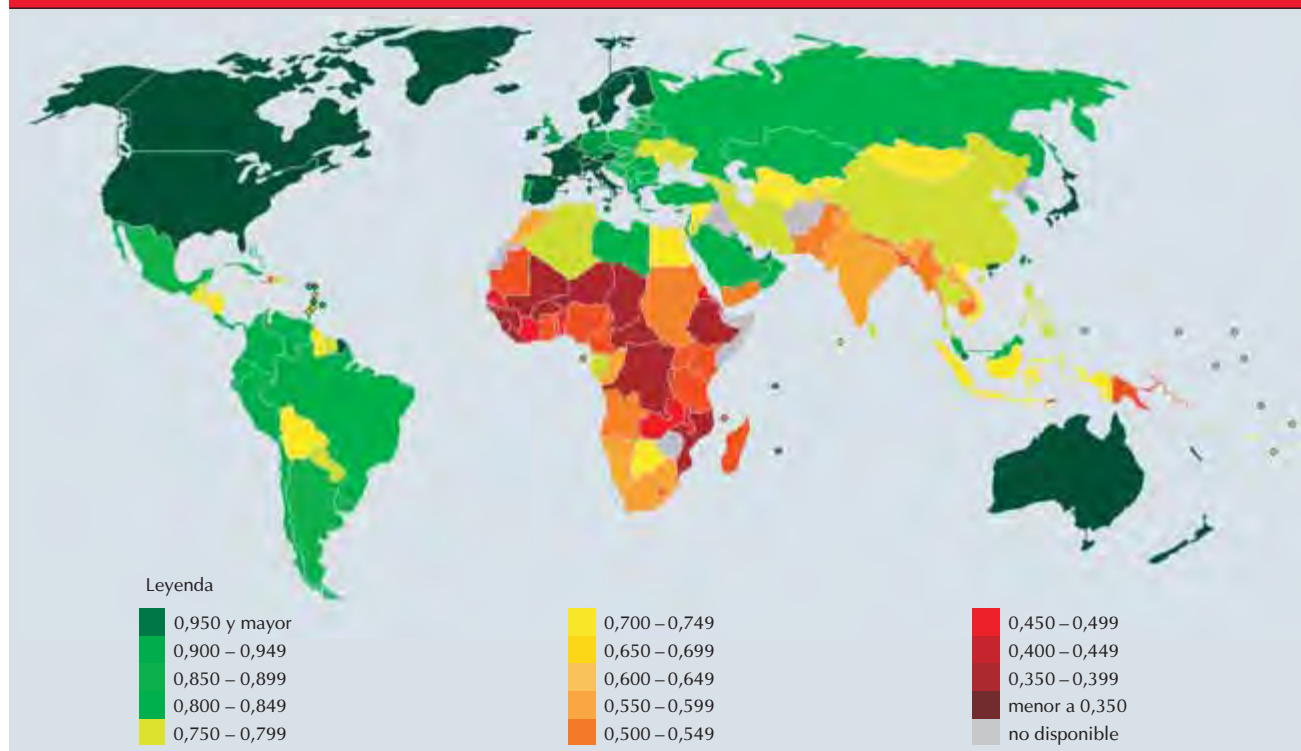 Leyenda
0,950 y mayor
0,900 – 0,949
0,850 – 0,899
0,800 – 0,849
0,750 – 0,799
0,700 – 0,749
0,650 – 0,699
0,600 – 0,649
0,550 – 0,599
0,500 – 0,549
0,450 – 0,499
0,400 – 0,449
0,350 – 0,399
menor a 0,350
no disponible